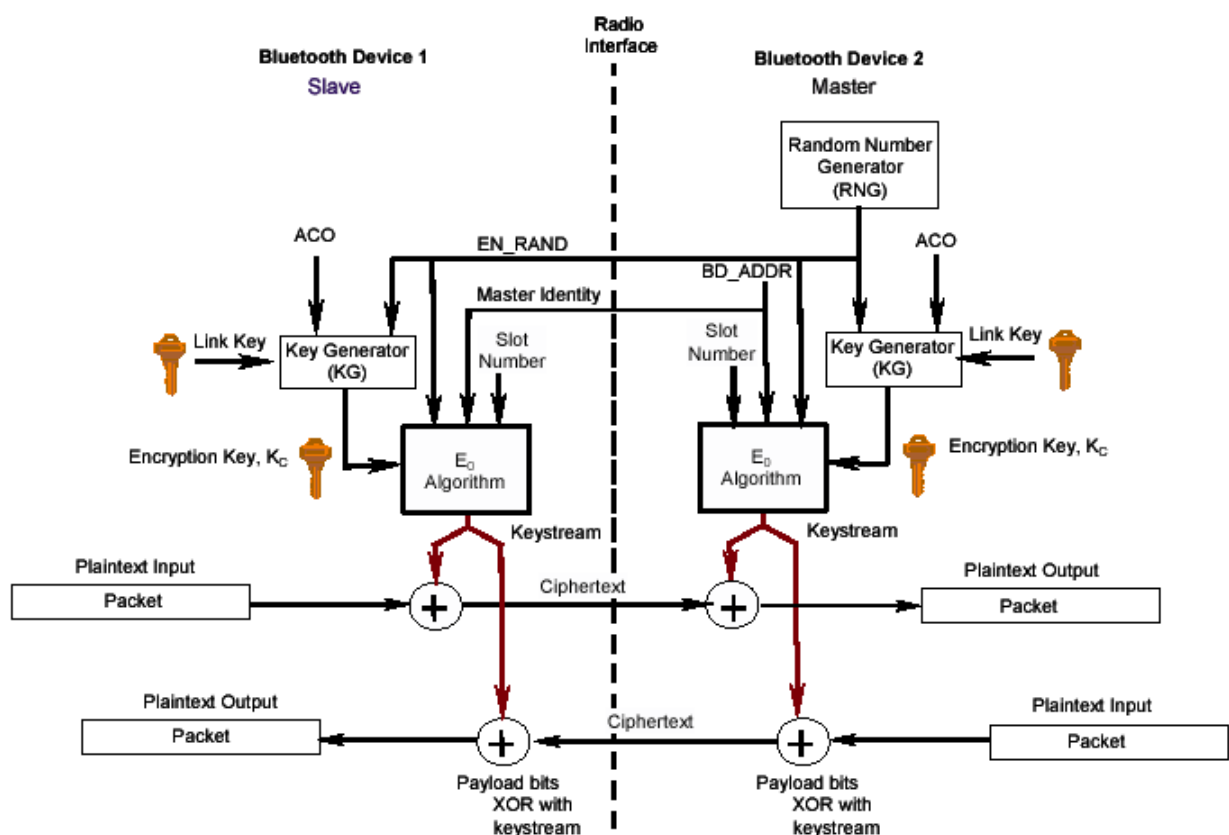 Radio
Interface
Bluetooth Device 1
Slave
Bluetooth Device 2
Master
Random Number
Generator
(RNG)
ACO
EN_RAND
ACO
BD_ADDR
Master Identity
Link Key
Key Generator
(KG)
Slot
Number
Slot
Number
Key Generator
(KG)
Link Key
Encryption Key, KC
E0
Algorithm
E0
Algorithm
Encryption Key, KC
Keystream
Keystream
Plaintext Input
Packet
+
Ciphertext
+
Plaintext Output
Packet
Plaintext Output
Packet
+
Ciphertext
+
Plaintext Input
Packet
Payload bits
XOR with
keystream
Payload bits
XOR with
keystream